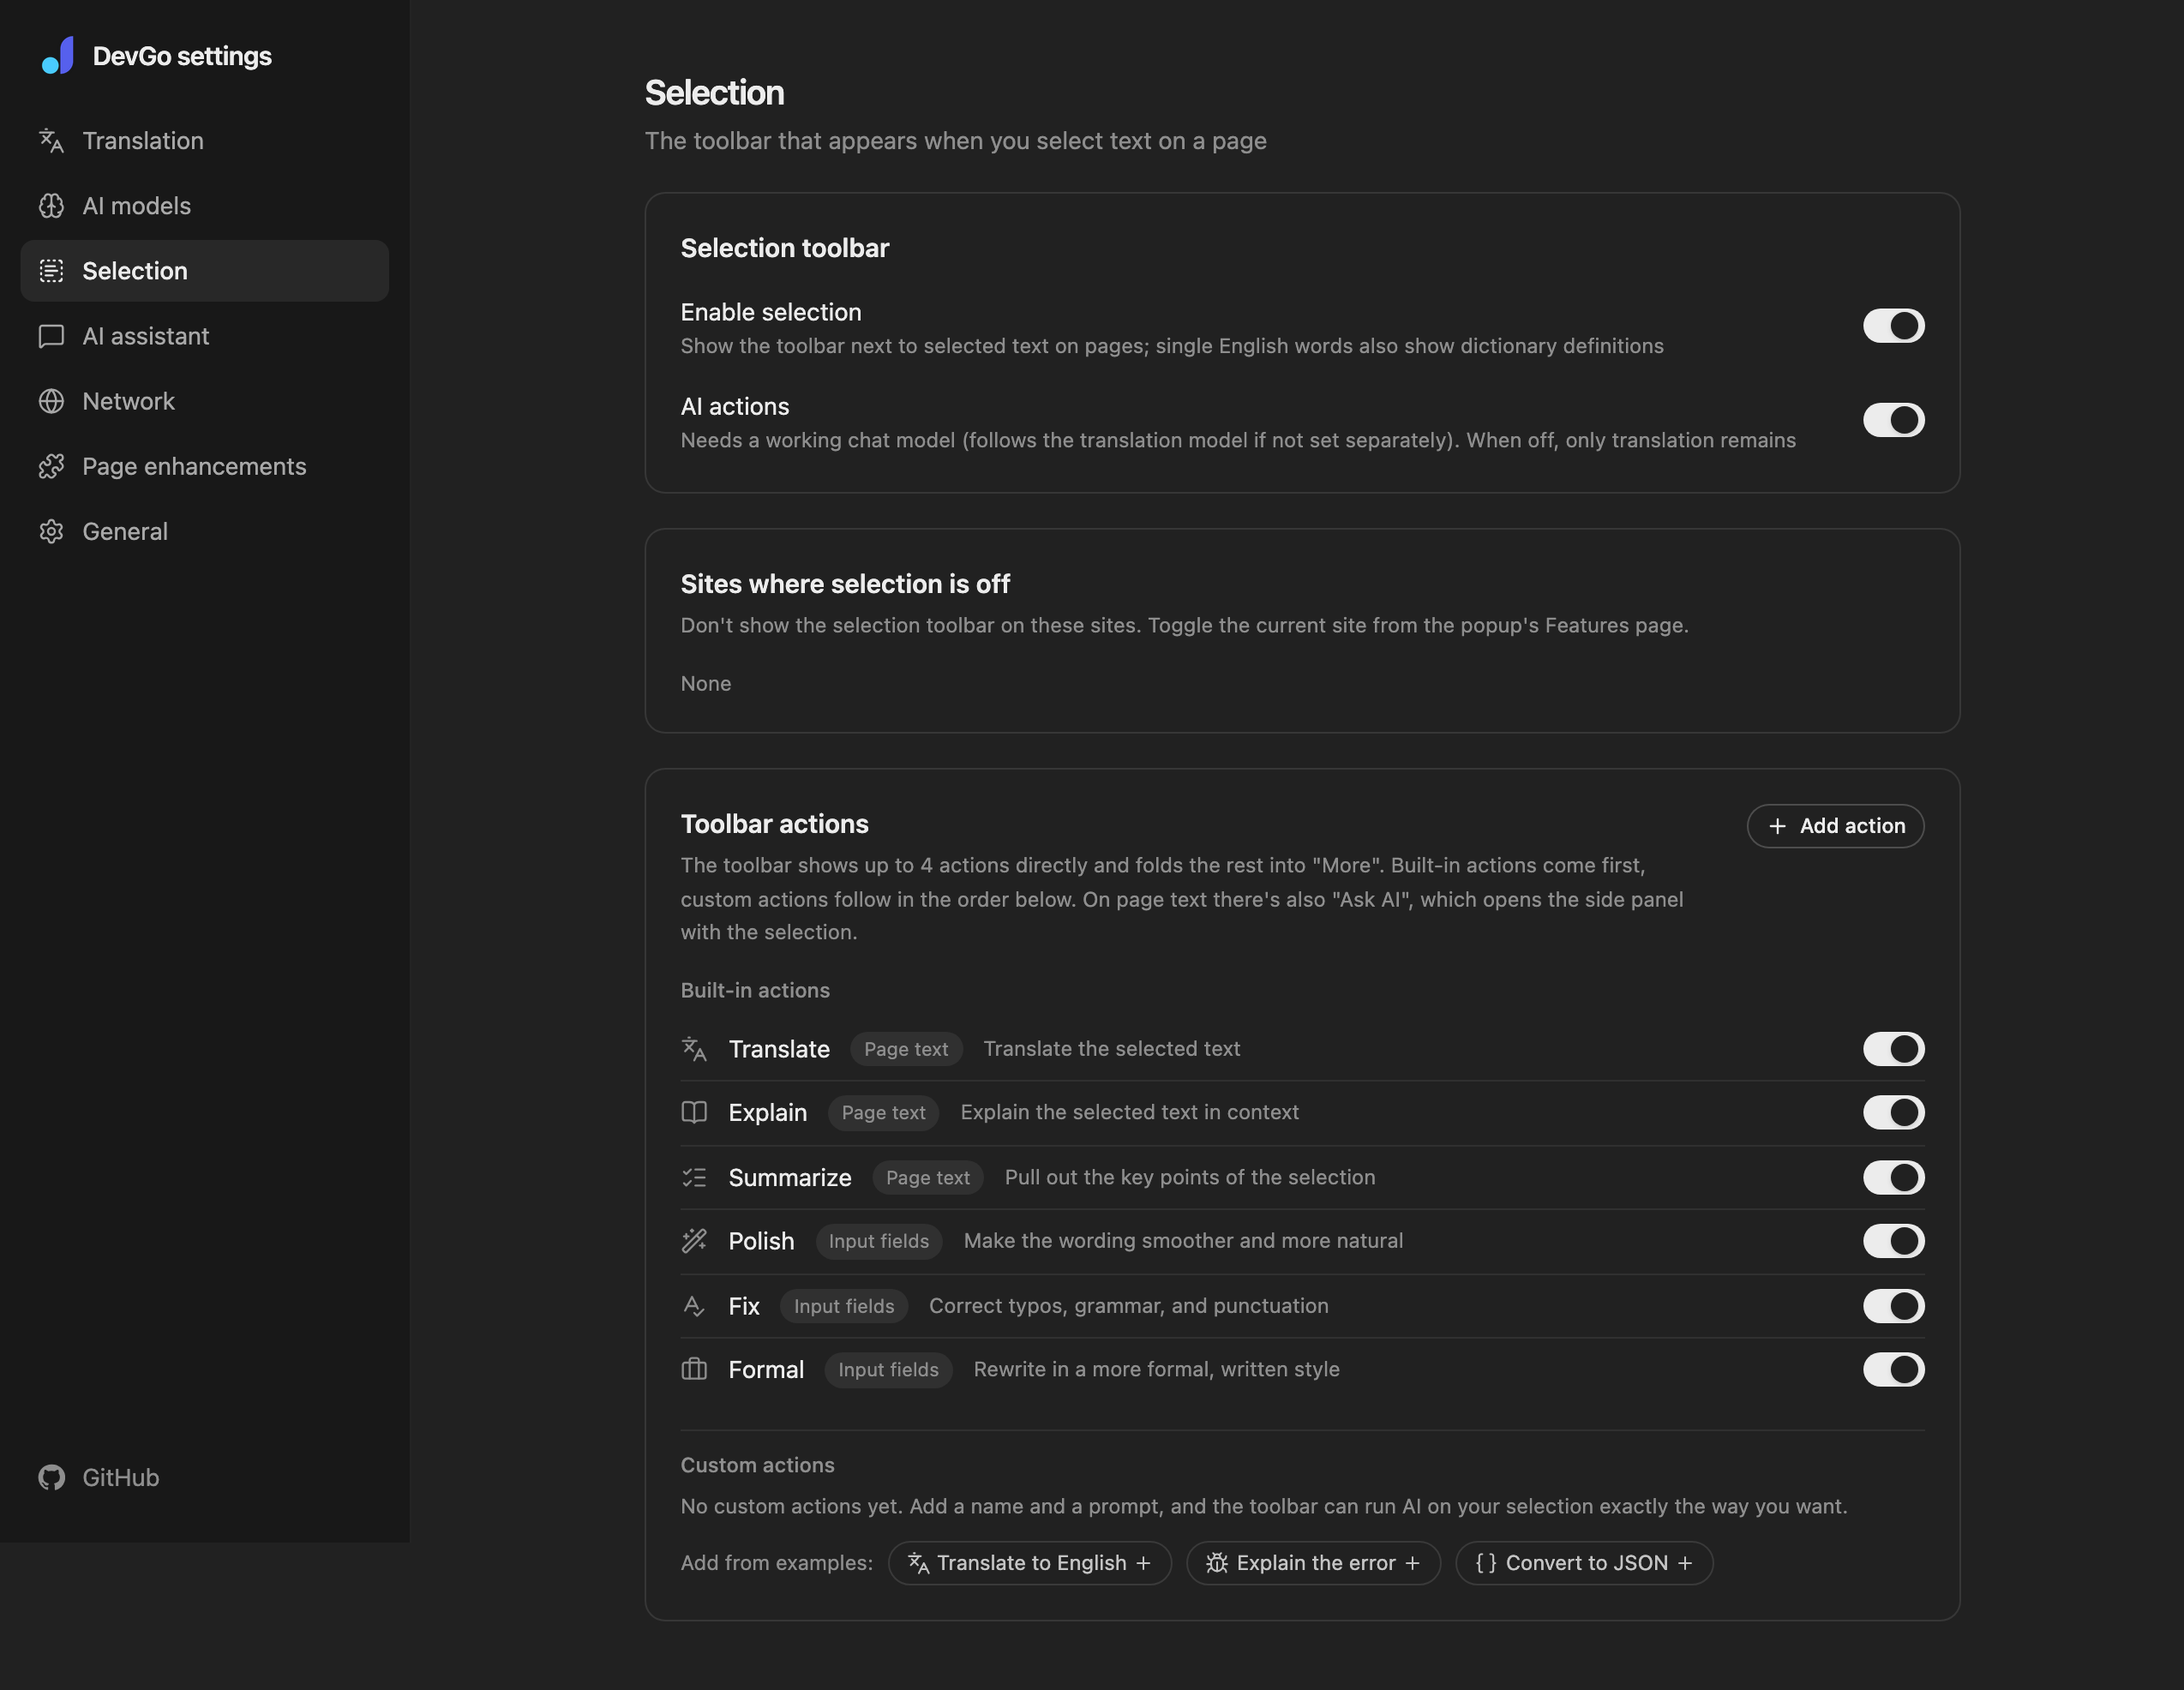 DevGo settings
Translation
AI models
Selection
AI assistant
Network
Page enhancements
General
GitHub
Selection
The toolbar that appears when you select text on a page
Selection toolbar
Enable selection
Show the toolbar next to selected text on pages; single English words also show dictionary definitions
AI actions
Needs a working chat model (follows the translation model if not set separately). When off, only translation remains
Sites where selection is off
Don't show the selection toolbar on these sites. Toggle the current site from the popup's Features page.
None
Toolbar actions
Add action
The toolbar shows up to 4 actions directly and folds the rest into "More". Built-in actions come first,
custom actions follow in the order below. On page text there's also "Ask AI", which opens the side panel
with the selection.
Built-in actions
Translate Page text Translate the selected text
Explain Page text Explain the selected text in context
Summarize Page text Pull out the key points of the selection
Polish Input fields Make the wording smoother and more natural
Fix Input fields Correct typos, grammar, and punctuation
Formal Input fields Rewrite in a more formal, written style
Custom actions
No custom actions yet. Add a name and a prompt, and the toolbar can run AI on your selection exactly the way you want.
Add from examples: Translate to English + Explain the error + {} Convert to JSON +